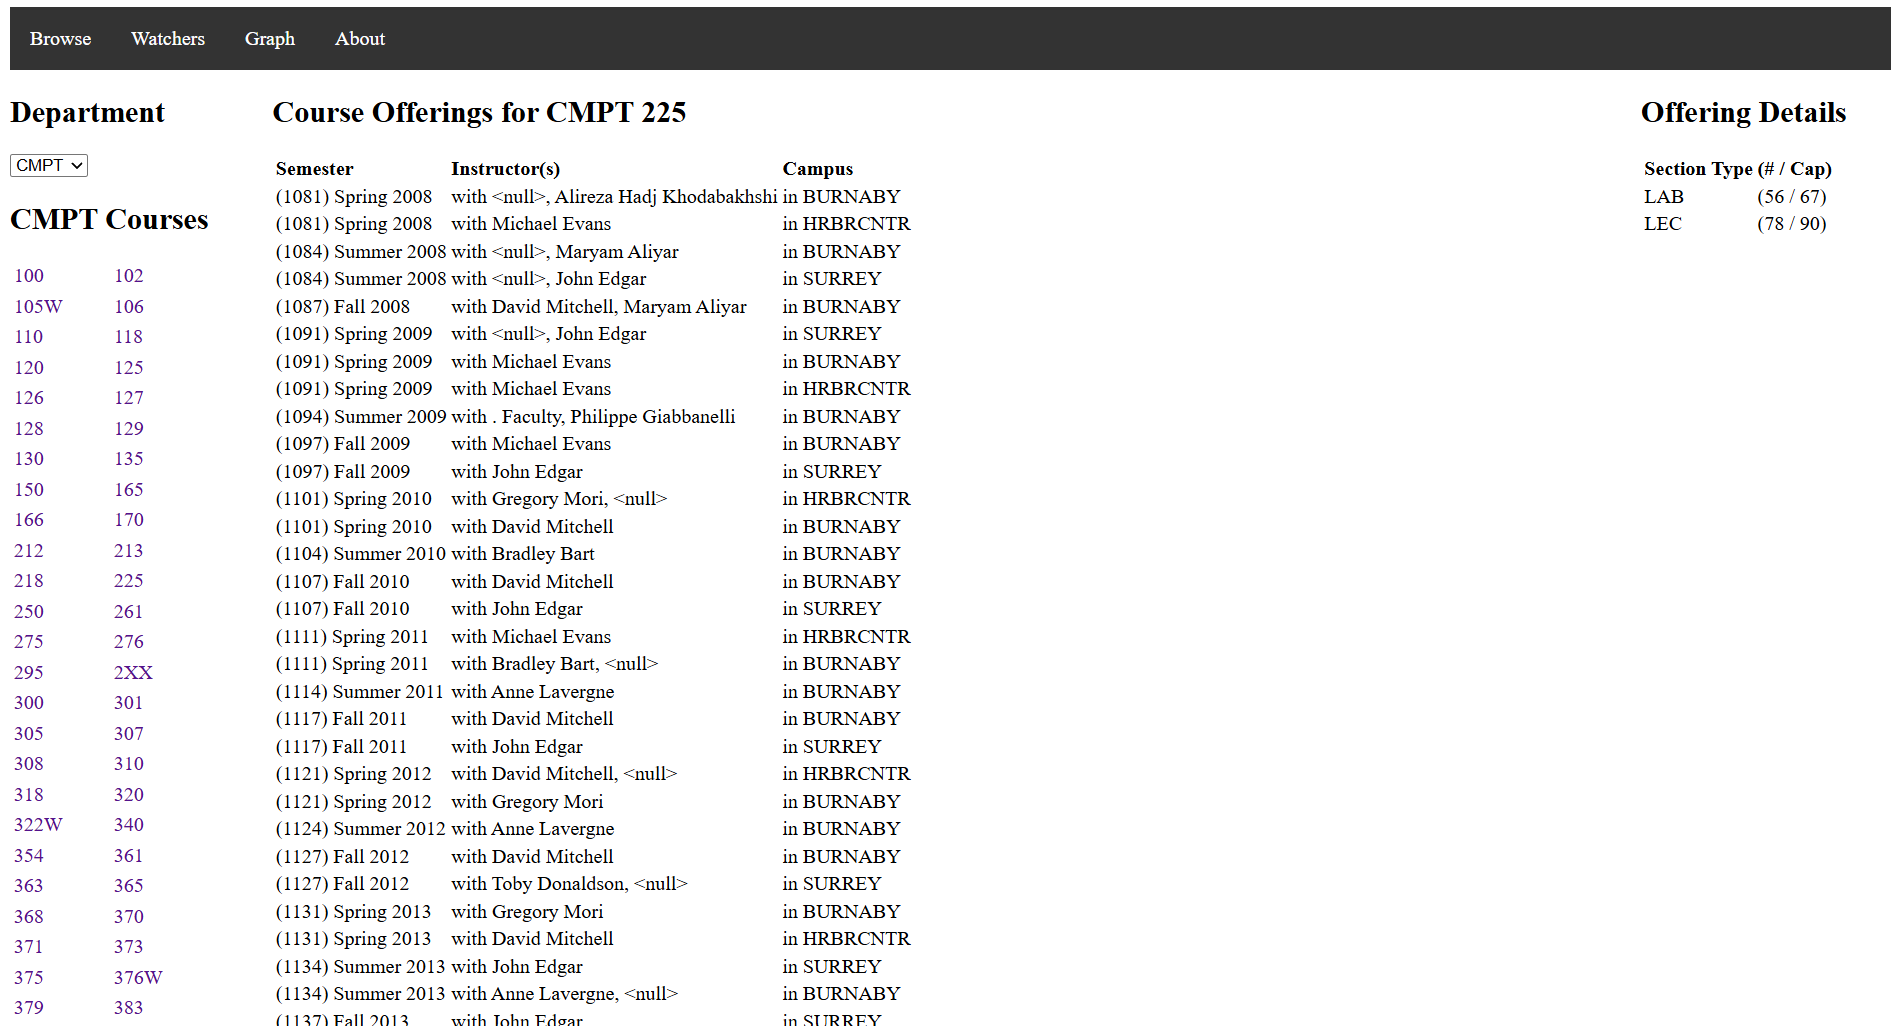 Browse Watchers Graph About
Department
CMPT
CMPT Courses
100 102
105W 106
110 118
120 125
126 127
128 129
130 135
150 165
166 170
212 213
218 225
250 261
275 276
295 2XX
300 301
305 307
308 310
318 320
322W 340
354 361
363 365
368 370
371 373
375 376W
379 383
Course Offerings for CMPT 225
Semester Instructor(s) Campus
(1081) Spring 2008 with <null>, Alireza Hadj Khodabakhshi in BURNABY
(1081) Spring 2008 with Michael Evans in HRBRCNTR
(1084) Summer 2008 with <null>, Maryam Aliyar in BURNABY
(1084) Summer 2008 with <null>, John Edgar in SURREY
(1087) Fall 2008 with David Mitchell, Maryam Aliyar in BURNABY
(1091) Spring 2009 with <null>, John Edgar in SURREY
(1091) Spring 2009 with Michael Evans in BURNABY
(1091) Spring 2009 with Michael Evans in HRBRCNTR
(1094) Summer 2009 with . Faculty, Philippe Giabbanelli in BURNABY
(1097) Fall 2009 with Michael Evans in BURNABY
(1097) Fall 2009 with John Edgar in SURREY
(1101) Spring 2010 with Gregory Mori, <null> in HRBRCNTR
(1101) Spring 2010 with David Mitchell in BURNABY
(1104) Summer 2010 with Bradley Bart in BURNABY
(1107) Fall 2010 with David Mitchell in BURNABY
(1107) Fall 2010 with John Edgar in SURREY
(1111) Spring 2011 with Michael Evans in HRBRCNTR
(1111) Spring 2011 with Bradley Bart, <null> in BURNABY
(1114) Summer 2011 with Anne Lavergne in BURNABY
(1117) Fall 2011 with David Mitchell in BURNABY
(1117) Fall 2011 with John Edgar in SURREY
(1121) Spring 2012 with David Mitchell, <null> in HRBRCNTR
(1121) Spring 2012 with Gregory Mori in BURNABY
(1124) Summer 2012 with Anne Lavergne in BURNABY
(1127) Fall 2012 with David Mitchell in BURNABY
(1127) Fall 2012 with Toby Donaldson, <null> in SURREY
(1131) Spring 2013 with Gregory Mori in BURNABY
(1131) Spring 2013 with David Mitchell in HRBRCNTR
(1134) Summer 2013 with John Edgar in SURREY
(1134) Summer 2013 with Anne Lavergne, <null> in BURNABY
(1137) Fall 2013 with John Edgar in SURREY
Offering Details
Section Type (# / Cap)
LAB (56 / 67)
LEC (78 / 90)